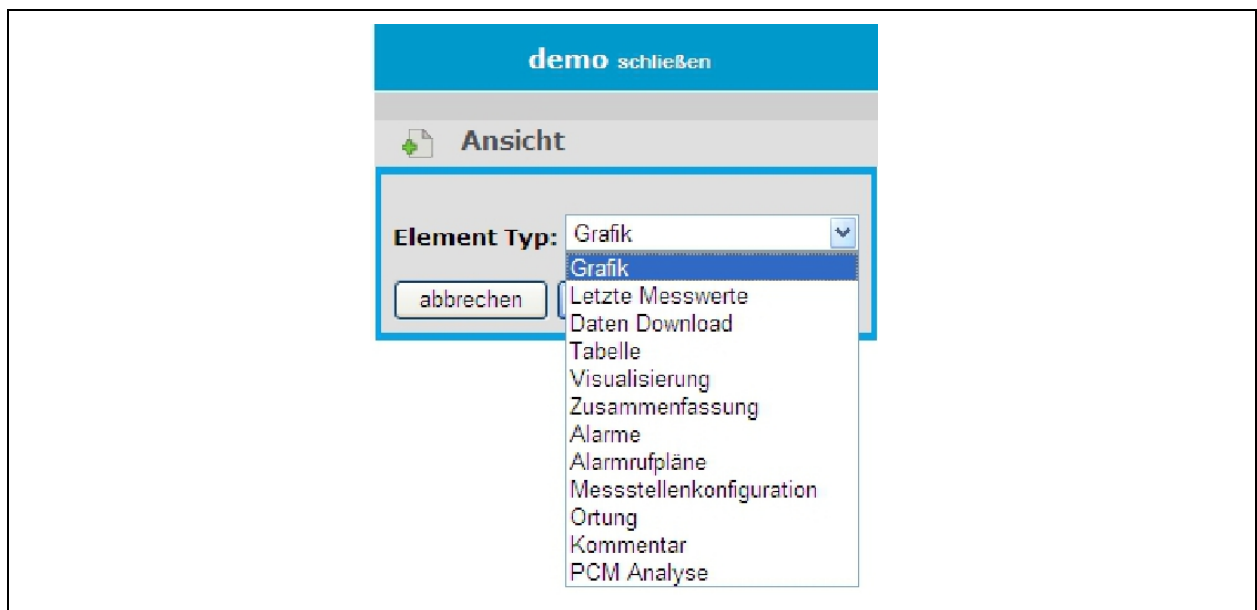 demo schließen
Ansicht
Element Typ: Grafik
Grafik
abbrechen
Letzte Messwerte
Daten Download
Tabelle
Visualisierung
Zusammenfassung
Alarme
Alarmrufpläne
Messstellenkonfiguration
Ortung
Kommentar
PCM Analyse